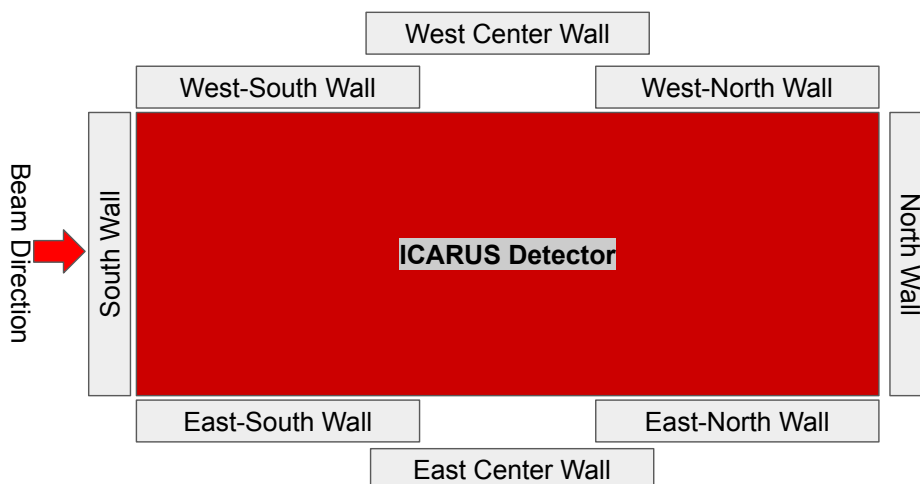 West Center Wall
West-South Wall
West-North Wall
Beam Direction
South Wall
ICARUS Detector
North Wall
East-South Wall
East-North Wall
East Center Wall